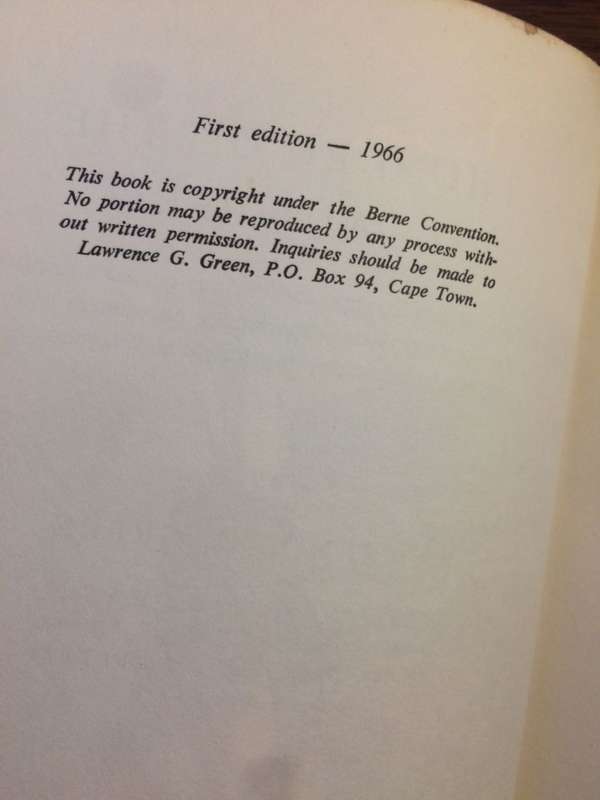 First edition — 1966
This book is copyright under the Berne Convention.
No portion may be reproduced by any process with-
out written permission. Inquiries should be made to
Lawrence G. Green, P.O. Box 94, Cape Town.